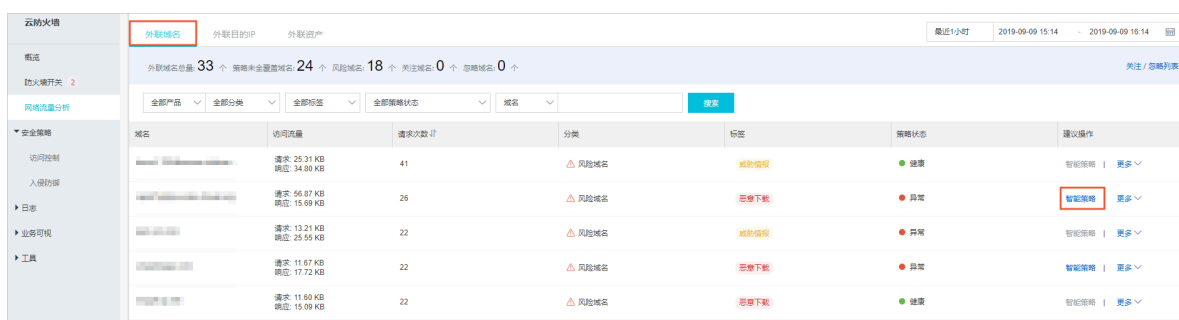 云防火墙
概览
防火墙开关 2
网络流量分析
安全策略
访问控制
入侵防御
日志
业务可视
工具
外联域名 外联目的IP 外联资产
最近1小时 2019-09-09 15:14 - 2019-09-09 16:14
外联域名总量: 33 个 策略未全覆盖域名: 24 个 风险域名: 18 个 关注域名: 0 个 忽略域名: 0 个 关注 / 忽略列表
全部产品 全部分类 全部标签 全部策略状态 域名 搜索
域名 访问流量 请求次数 分类 标签 策略状态 建议操作
请求: 25.31 KB
响应: 34.80 KB
41 风险域名 威胁情报 健康 智能策略 | 更多
请求: 56.87 KB
响应: 15.69 KB
26 风险域名 恶意下载 异常 智能策略 | 更多
请求: 13.21 KB
响应: 25.55 KB
22 风险域名 威胁情报 异常 智能策略 | 更多
请求: 11.67 KB
响应: 17.72 KB
22 风险域名 恶意下载 异常 智能策略 | 更多
请求: 11.60 KB
响应: 15.09 KB
22 风险域名 恶意下载 健康 智能策略 | 更多